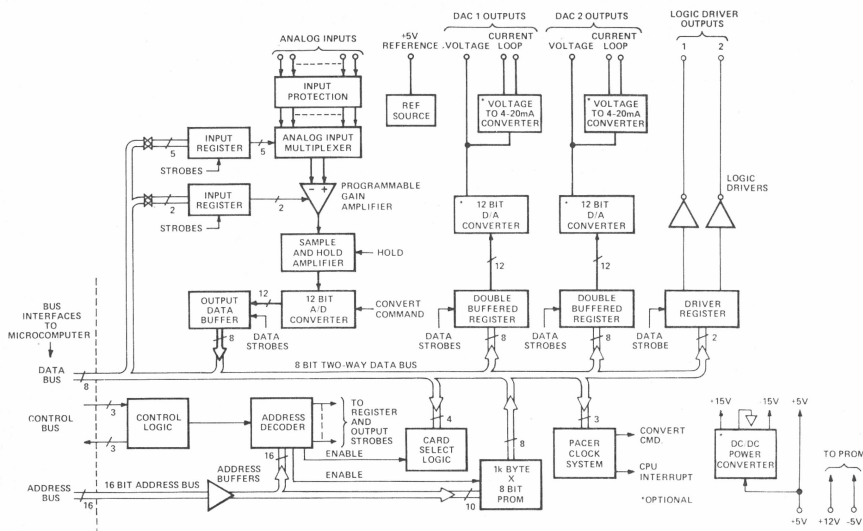 ANALOG INPUTS
INPUT
PROTECTION
ANALOG INPUT
MULTIPLEXER
INPUT
REGISTER
5
5
STROBES
INPUT
REGISTER
2
2
STROBES
- +
PROGRAMMABLE
GAIN
AMPLIFIER
SAMPLE
AND HOLD
AMPLIFIER
HOLD
12 BIT
A/D
CONVERTER
CONVERT
COMMAND
12
OUTPUT
DATA
BUFFER
DATA
STROBES
8
+5V
REFERENCE
REF
SOURCE
DAC 1 OUTPUTS
VOLTAGE
CURRENT
LOOP
* VOLTAGE
TO 4-20mA
CONVERTER
* 12 BIT
D/A
CONVERTER
12
DOUBLE
BUFFERED
REGISTER
DATA
STROBES
8
DAC 2 OUTPUTS
VOLTAGE
CURRENT
LOOP
* VOLTAGE
TO 4-20mA
CONVERTER
* 12 BIT
D/A
CONVERTER
12
DOUBLE
BUFFERED
REGISTER
DATA
STROBES
8
LOGIC DRIVER
OUTPUTS
1 2
LOGIC
DRIVERS
DRIVER
REGISTER
DATA
STROBE
2
BUS
INTERFACES
TO
MICROCOMPUTER
DATA
BUS
8
8 BIT TWO-WAY DATA BUS
CONTROL
BUS
3
3
CONTROL
LOGIC
ADDRESS
DECODER
TO
REGISTER
AND
OUTPUT
STROBES
16
ENABLE
ENABLE
4
CARD
SELECT
LOGIC
8
1k BYTE
X
8 BIT
PROM
10
3
PACER
CLOCK
SYSTEM
CONVERT
CMD.
CPU
INTERRUPT
*OPTIONAL
ADDRESS
BUS
16
16 BIT ADDRESS BUS
ADDRESS
BUFFERS
+15V
15V
+5V
* DC/DC
POWER
CONVERTER
+5V
TO PROM
+12V
-5V